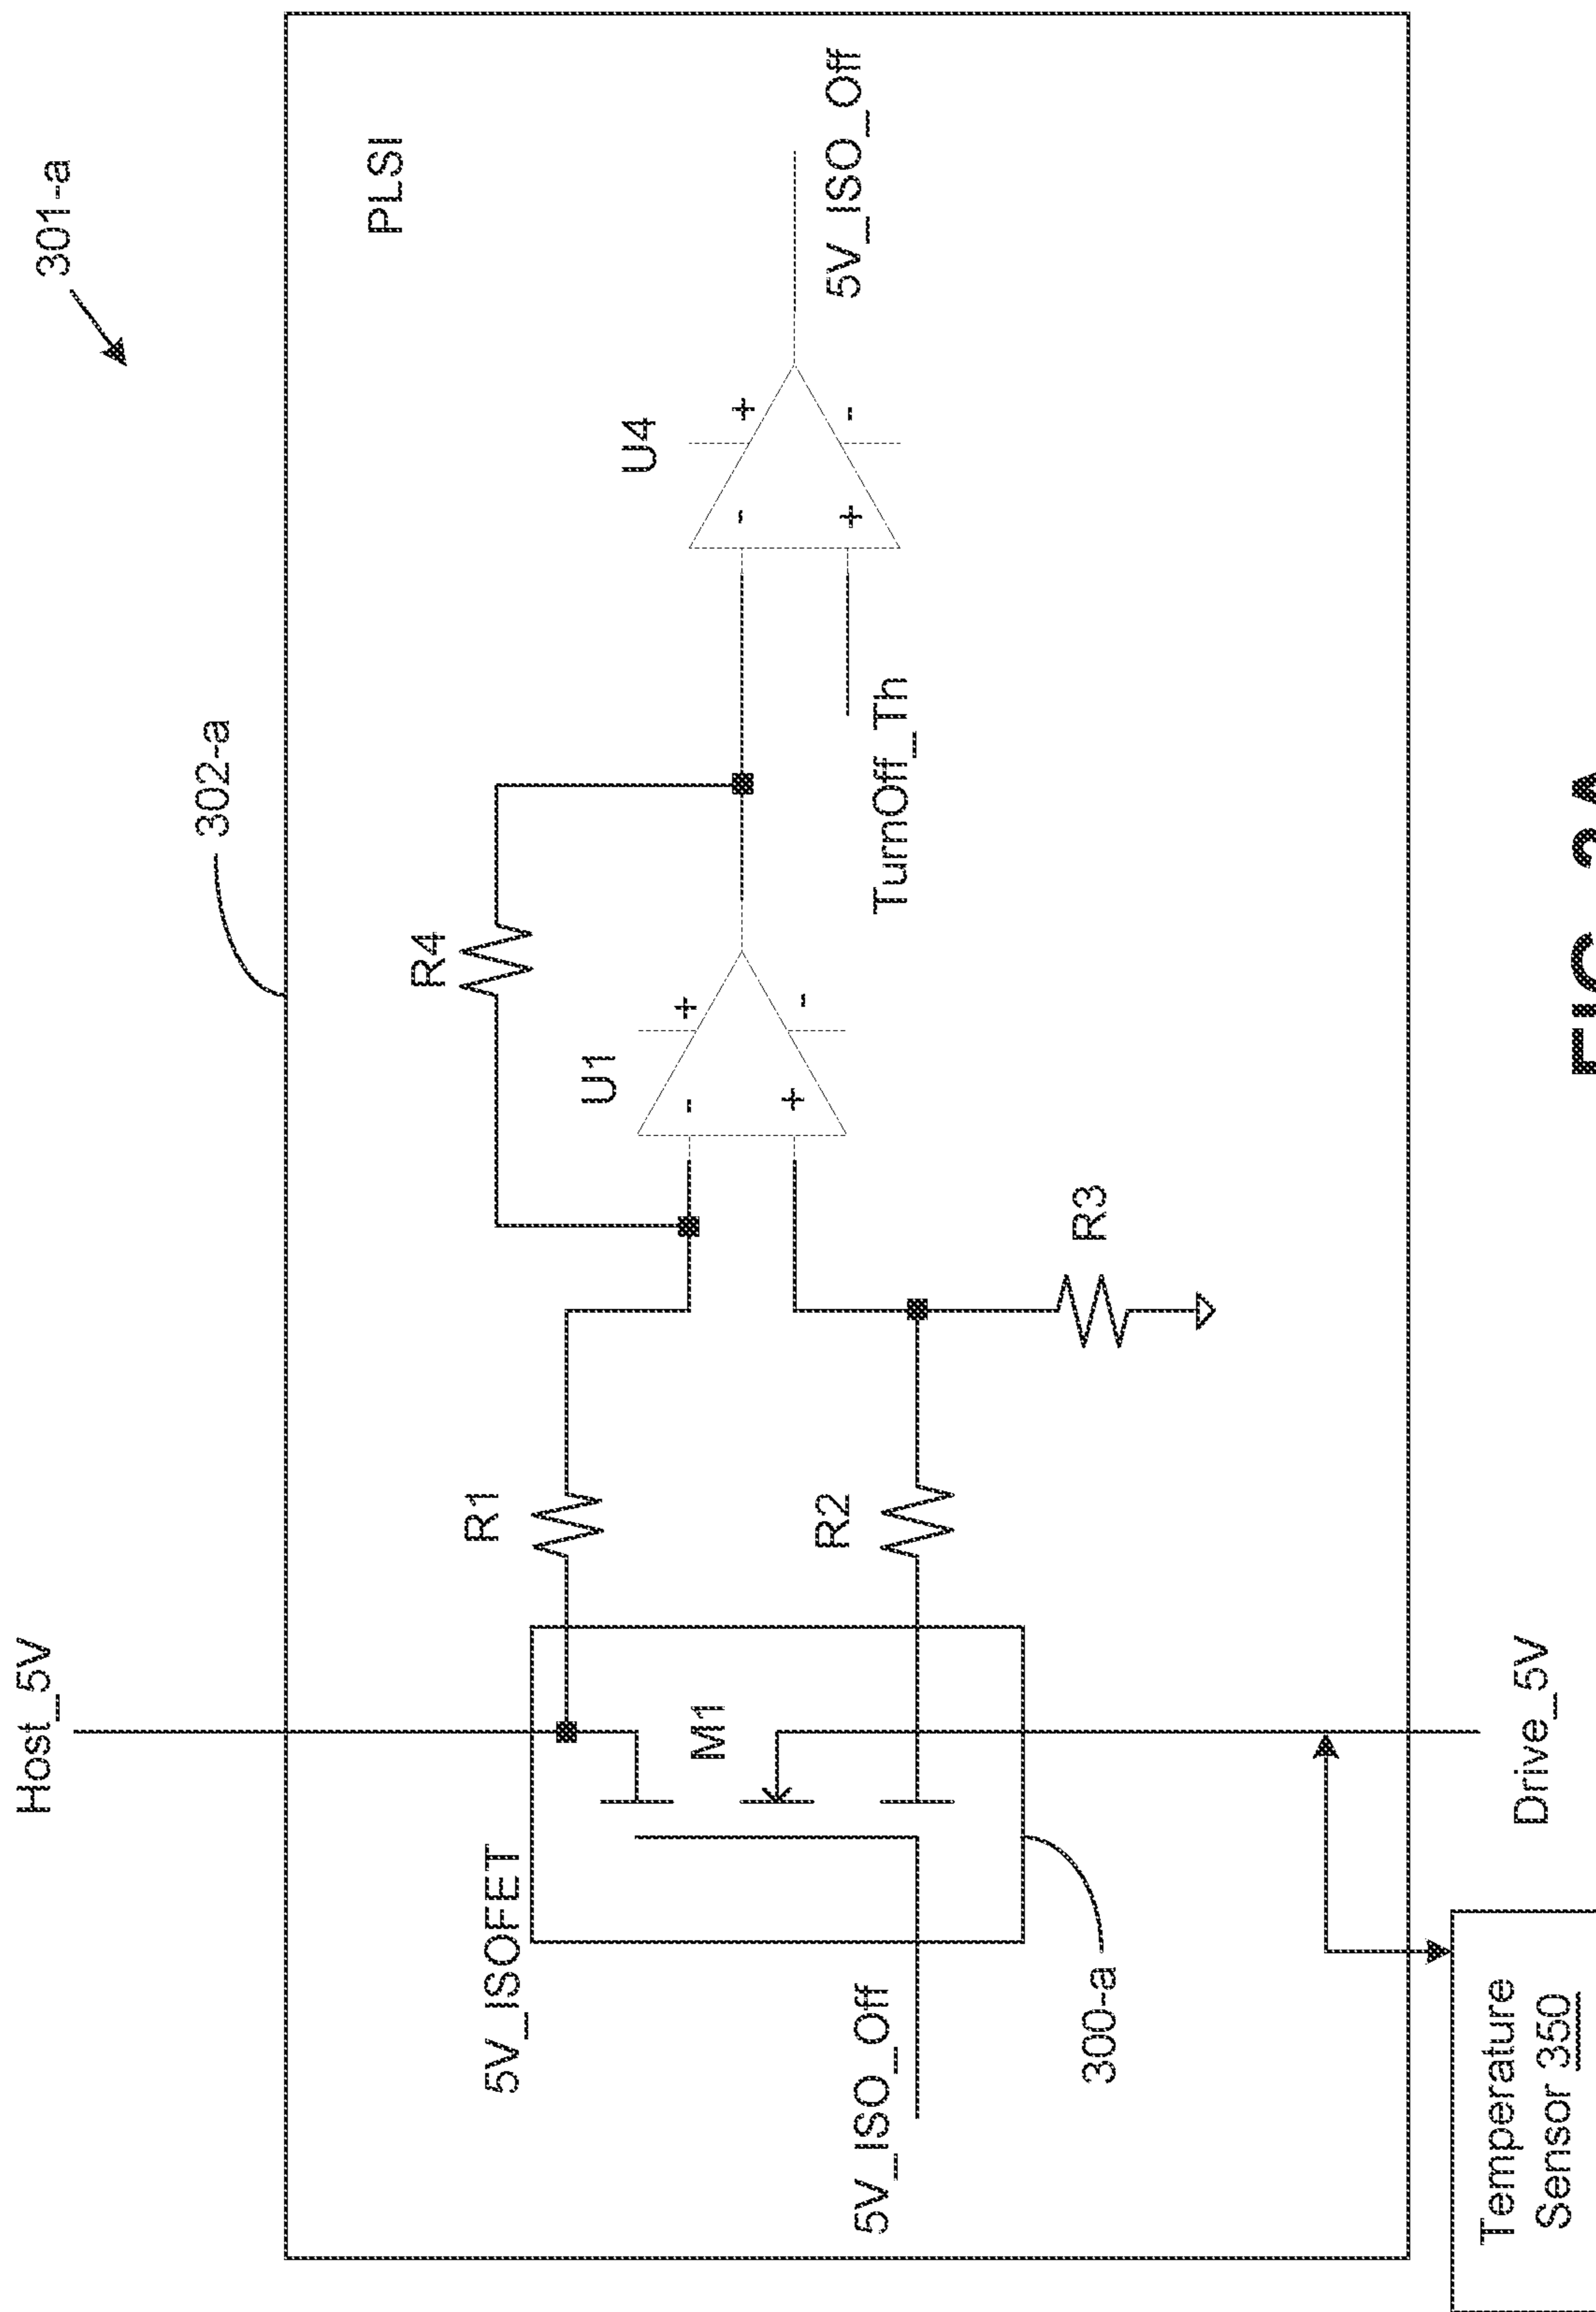 Host_5V
301-a
302-a
PLSI
R4
R1
5V_ISOFET
U1
+
-
-
+
U4
+
-
-
+
M1
R2
5V_ISO_Off
5V_ISO_Off
TurnOff_Th
R3
300-a
Temperature
Sensor 350
Drive_5V
FIG.